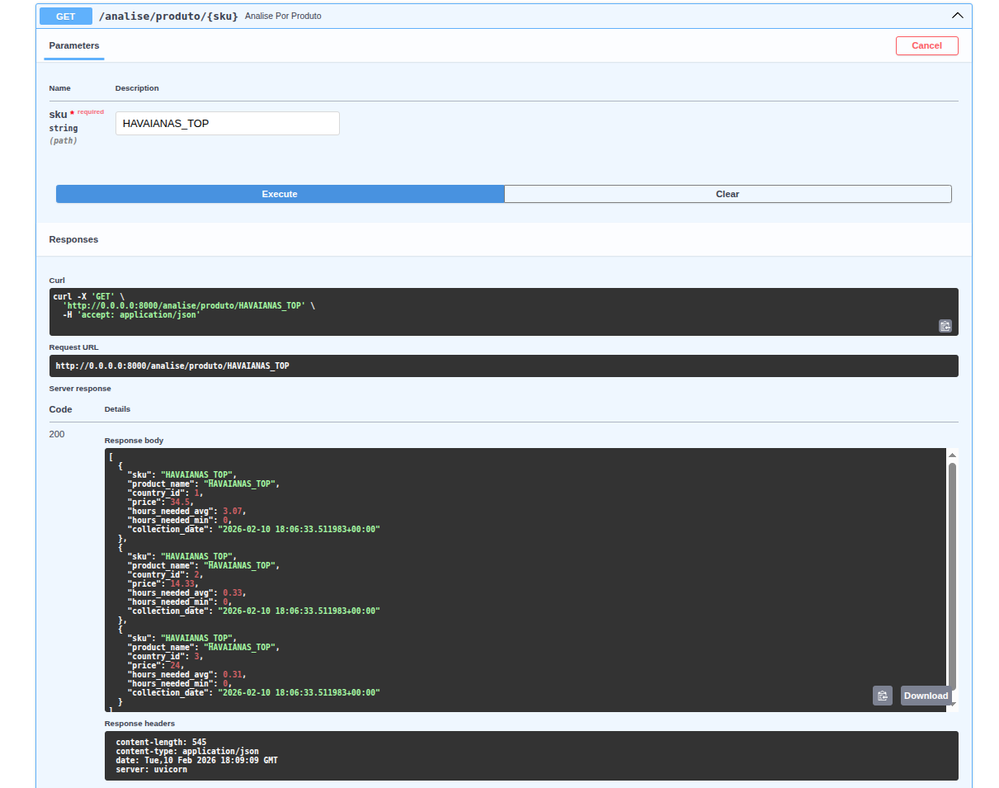 GET /analise/produto/{sku} Analise Por Produto
Parameters
Cancel
Name Description
sku * required
string
(path)
HAVAIANAS_TOP
Execute Clear
Responses
Curl
curl -X 'GET' \
  'http://0.0.0.0:8000/analise/produto/HAVAIANAS_TOP' \
  -H 'accept: application/json'
Request URL
http://0.0.0.0:8000/analise/produto/HAVAIANAS_TOP
Server response
Code Details
200
Response body
[
  {
    "sku": "HAVAIANAS_TOP",
    "product_name": "HAVAIANAS_TOP",
    "country_id": 1,
    "price": 34.5,
    "hours_needed_avg": 3.07,
    "hours_needed_min": 0,
    "collection_date": "2026-02-10 18:06:33.511983+00:00"
  },
  {
    "sku": "HAVAIANAS_TOP",
    "product_name": "HAVAIANAS_TOP",
    "country_id": 2,
    "price": 14.33,
    "hours_needed_avg": 0.33,
    "hours_needed_min": 0,
    "collection_date": "2026-02-10 18:06:33.511983+00:00"
  },
  {
    "sku": "HAVAIANAS_TOP",
    "product_name": "HAVAIANAS_TOP",
    "country_id": 3,
    "price": 24,
    "hours_needed_avg": 0.31,
    "hours_needed_min": 0,
    "collection_date": "2026-02-10 18:06:33.511983+00:00"
  }
]
Download
Response headers
content-length: 545
content-type: application/json
date: Tue,10 Feb 2026 18:09:09 GMT
server: uvicorn